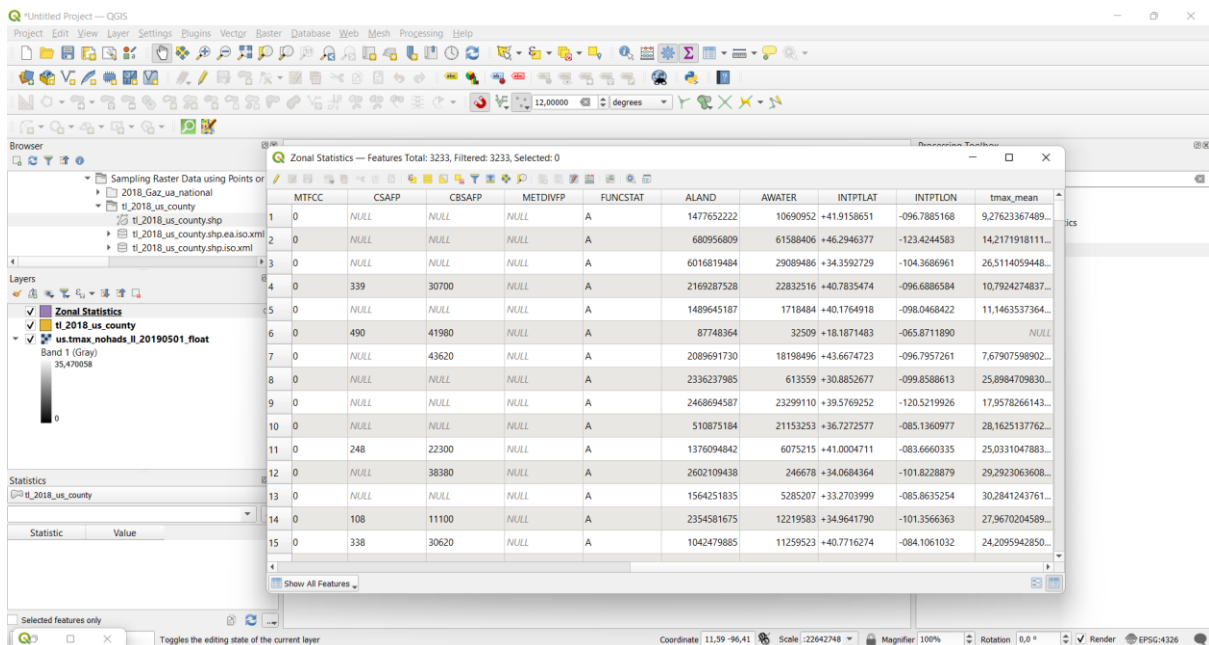 *Untitled Project — QGIS
Project Edit View Layer Settings Plugins Vector Raster Database Web Mesh Processing Help
12,00000 degrees
Browser
Sampling Raster Data using Points or
2018_Gaz_ua_national
tl_2018_us_county
tl_2018_us_county.shp
tl_2018_us_county.shp.ea.iso.xml
tl_2018_us_county.shp.iso.xml
Layers
Zonal Statistics
tl_2018_us_county
us.tmax_nohads_ll_20190501_float
Band 1 (Gray)
35,470058
0
Statistics
tl_2018_us_county
Statistic Value
Selected features only
Processing Toolbox
Zonal Statistics — Features Total: 3233, Filtered: 3233, Selected: 0
MTFCC CSAFP CBSAFP METDIVFP FUNCSTAT ALAND AWATER INTPTLAT INTPTLON tmax_mean
1 0 NULL NULL NULL A 1477652222 10690952 +41.9158651 -096.7885168 9,27623367489...
2 0 NULL NULL NULL A 680956809 61588406 +46.2946377 -123.4244583 14,2171918111...
3 0 NULL NULL NULL A 6016819484 29089486 +34.3592729 -104.3686961 26,5114059448...
4 0 339 30700 NULL A 2169287528 22832516 +40.7835474 -096.6886584 10,7924274837...
5 0 NULL NULL NULL A 1489645187 1718484 +40.1764918 -098.0468422 11,1463537364...
6 0 490 41980 NULL A 87748364 32509 +18.1871483 -065.8711890 NULL
7 0 NULL 43620 NULL A 2089691730 18198496 +43.6674723 -096.7957261 7,67907598902...
8 0 NULL NULL NULL A 2336237985 613559 +30.8852677 -099.8588613 25,8984709830...
9 0 NULL NULL NULL A 2468694587 23299110 +39.5769252 -120.5219926 17,9578266143...
10 0 NULL NULL NULL A 510875184 21153253 +36.7272577 -085.1360977 28,1625137762...
11 0 248 22300 NULL A 1376094842 6075215 +41.0004711 -083.6660335 25,0331047883...
12 0 NULL 38380 NULL A 2602109438 246678 +34.0684364 -101.8228879 29,2923063608...
13 0 NULL NULL NULL A 1564251835 5285207 +33.2703999 -085.8635254 30,2841243761...
14 0 108 11100 NULL A 2354581675 12219583 +34.9641790 -101.3566363 27,9670204589...
15 0 338 30620 NULL A 1042479885 11259523 +40.7716274 -084.1061032 24,2095942850...
Show All Features
Toggles the editing state of the current layer
Coordinate 11,59 -96,41 Scale :22642748 Magnifier 100% Rotation 0,0 ° Render EPSG:4326